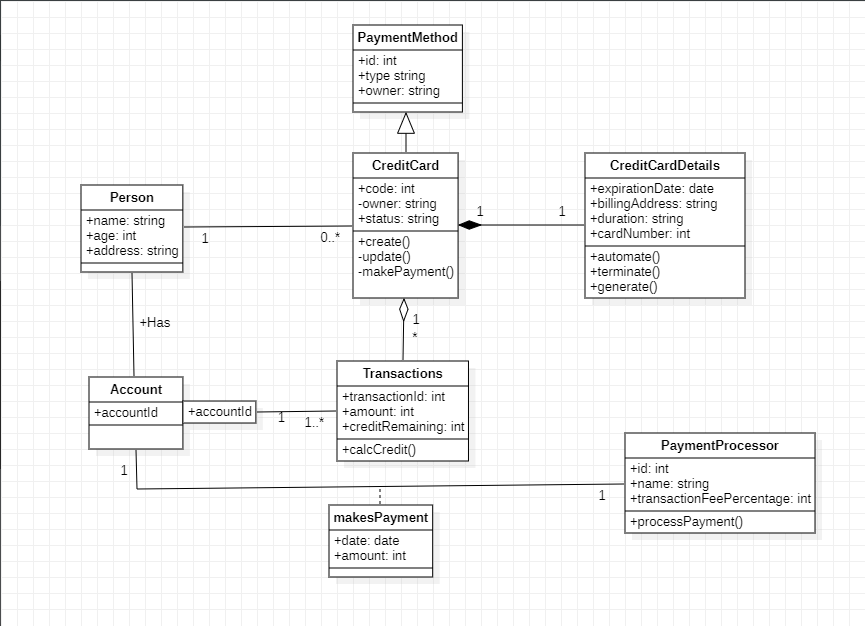 PaymentMethod
+id: int
+type string
+owner: string
CreditCard
+code: int
-owner: string
+status: string
+create()
-update()
-makePayment()
CreditCardDetails
+expirationDate: date
+billingAddress: string
+duration: string
+cardNumber: int
+automate()
+terminate()
+generate()
Person
+name: string
+age: int
+address: string
1
0..*
1
1
+Has
1
*
Account
+accountId
+accountId
1
1..*
Transactions
+transactionId: int
+amount: int
+creditRemaining: int
+calcCredit()
PaymentProcessor
+id: int
+name: string
+transactionFeePercentage: int
+processPayment()
1
1
makesPayment
+date: date
+amount: int